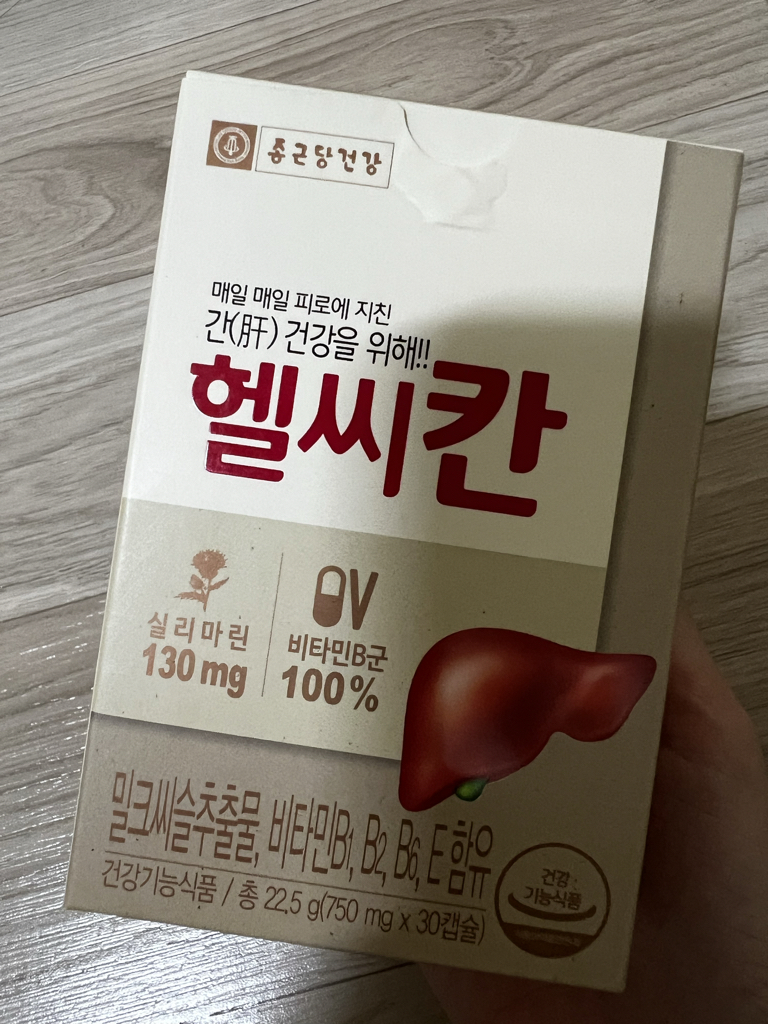 종근당건강
매일 매일 피로에 지친
간(肝) 건강을 위해!!
헬씨칸
실리마린
130mg
비타민B군
100%
밀크씨슬추출물, 비타민B1, B2, B6, E 함유
건강기능식품 / 총 22.5 g(750 mg x 30캡슐)
건강
기능식품